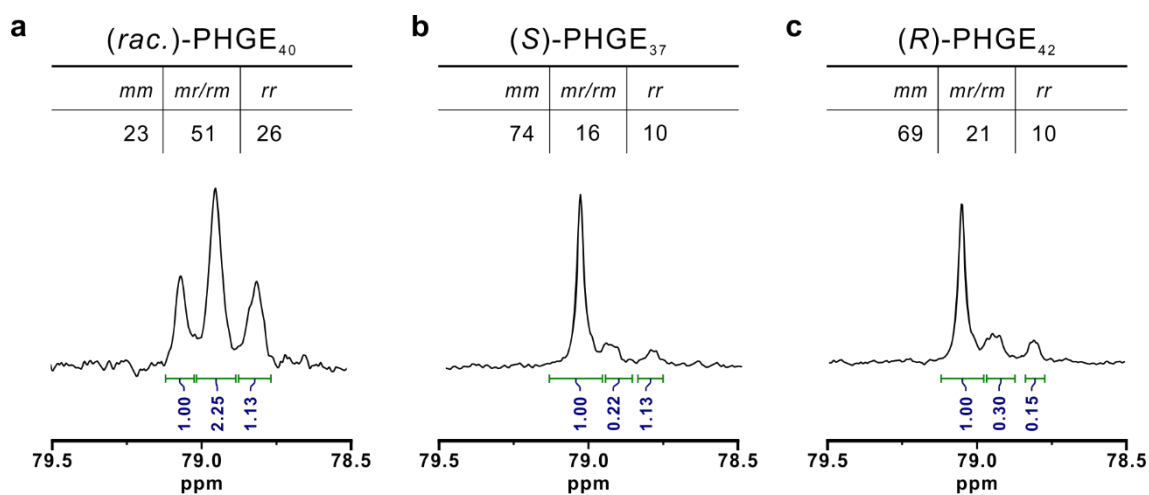 a
(rac.)-PHGE40
mm mr/rm rr
23 51 26
1.00 2.25 1.13
79.5 79.0 78.5
ppm
b
(S)-PHGE37
mm mr/rm rr
74 16 10
1.00 0.22 1.13
79.5 79.0 78.5
ppm
c
(R)-PHGE42
mm mr/rm rr
69 21 10
1.00 0.30 0.15
79.5 79.0 78.5
ppm